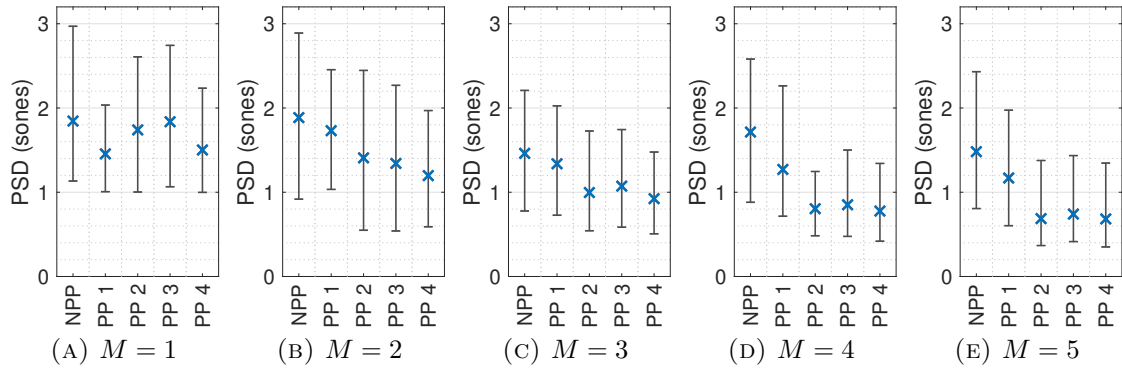 3
2
1
0
PSD (sones)
NPP
PP 1
PP 2
PP 3
PP 4
(A) M = 1
3
2
1
0
PSD (sones)
NPP
PP 1
PP 2
PP 3
PP 4
(B) M = 2
3
2
1
0
PSD (sones)
NPP
PP 1
PP 2
PP 3
PP 4
(C) M = 3
3
2
1
0
PSD (sones)
NPP
PP 1
PP 2
PP 3
PP 4
(D) M = 4
3
2
1
0
PSD (sones)
NPP
PP 1
PP 2
PP 3
PP 4
(E) M = 5